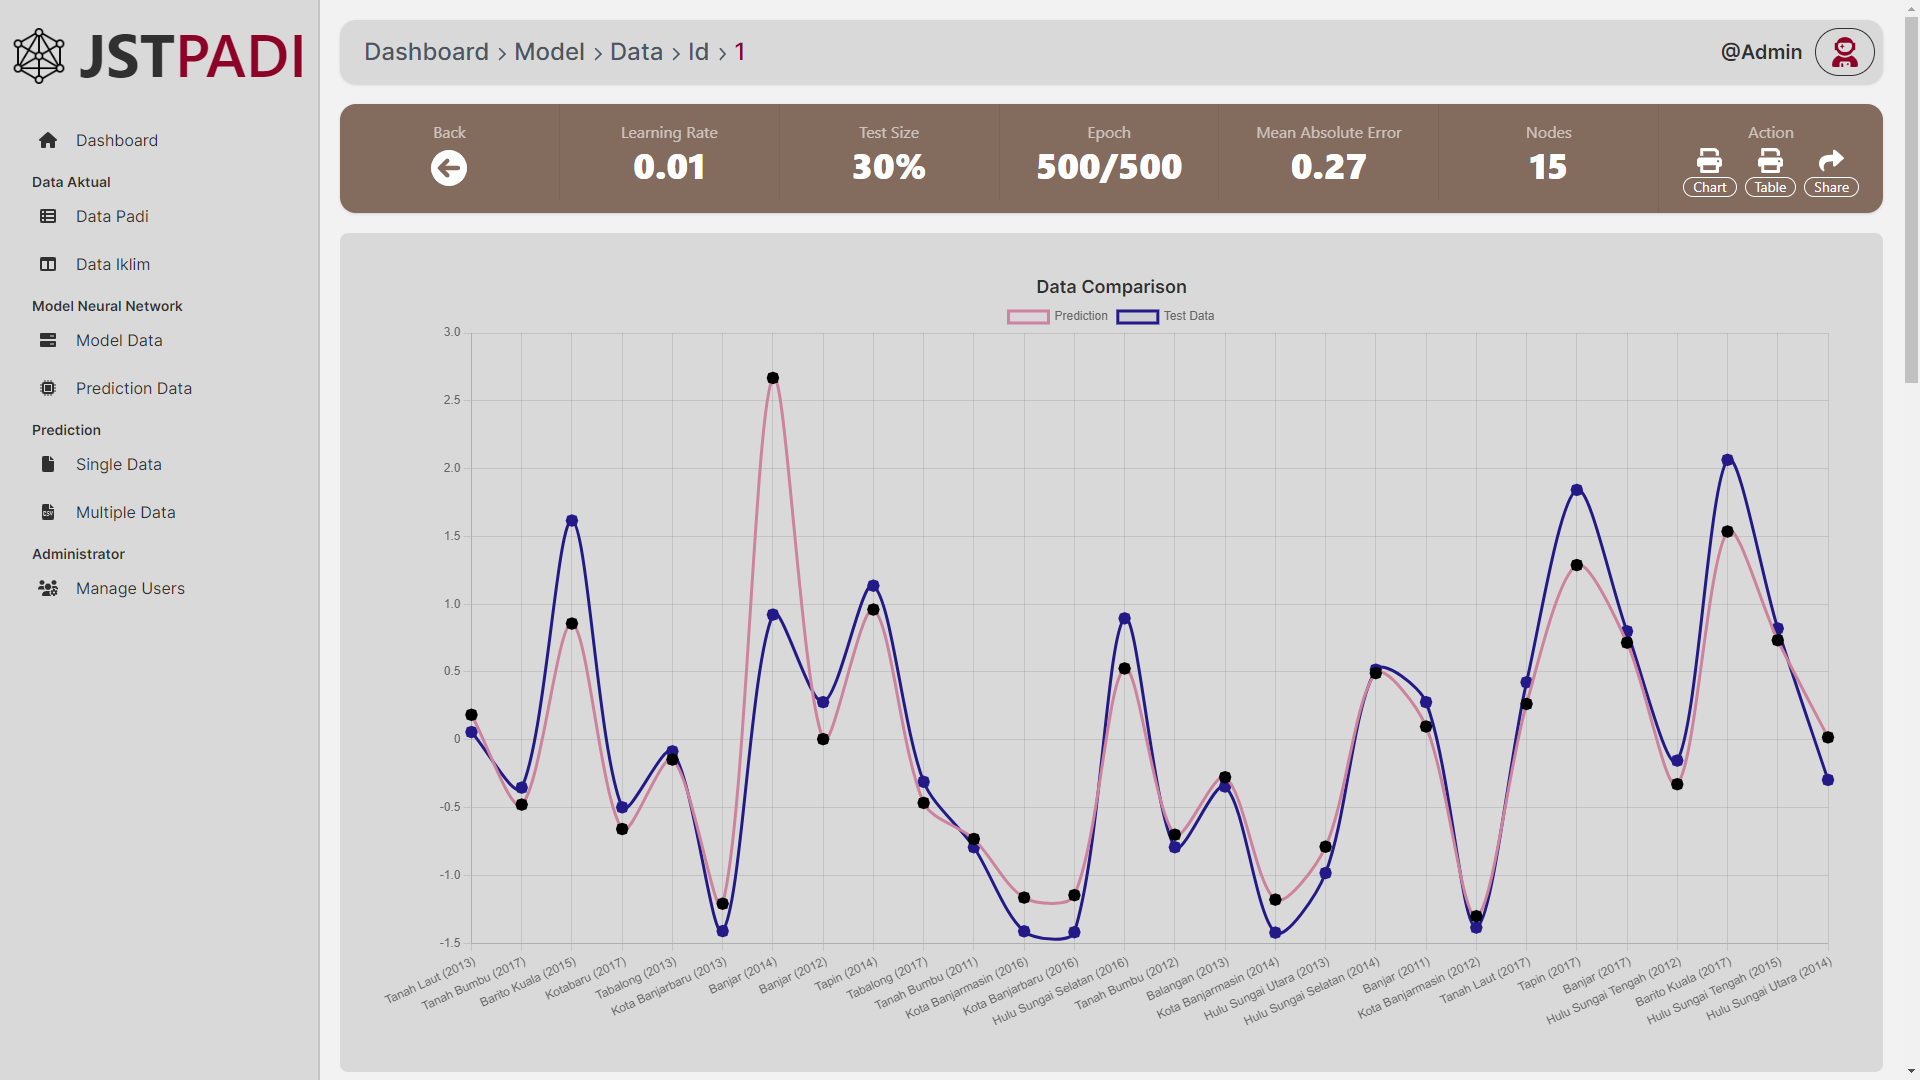 JSTPADI
Dashboard
Data Aktual
Data Padi
Data Iklim
Model Neural Network
Model Data
Prediction Data
Prediction
Single Data
CSV
Multiple Data
Administrator
Manage Users
Dashboard > Model > Data > Id > 1
@Admin
Back
Learning Rate
0.01
Test Size
30%
Epoch
500/500
Mean Absolute Error
0.27
Nodes
15
Action
Chart
Table
Share
Data Comparison
Prediction
Test Data
3.0
2.5
2.0
1.5
1.0
0.5
0
-0.5
-1.0
-1.5
Tanah Laut (2013)
Tanah Bumbu (2017)
Barito Kuala (2015)
Kotabaru (2017)
Tabalong (2013)
Kota Banjarbaru (2013)
Banjar (2014)
Banjar (2012)
Tapin (2014)
Tabalong (2017)
Tanah Bumbu (2011)
Kota Banjarmasin (2016)
Kota Banjarbaru (2016)
Hulu Sungai Selatan (2016)
Tanah Bumbu (2012)
Balangan (2013)
Kota Banjarmasin (2014)
Hulu Sungai Utara (2013)
Hulu Sungai Selatan (2014)
Banjar (2011)
Kota Banjarmasin (2012)
Tanah Laut (2017)
Tapin (2017)
Banjar (2017)
Hulu Sungai Tengah (2012)
Barito Kuala (2017)
Hulu Sungai Tengah (2015)
Hulu Sungai Utara (2014)